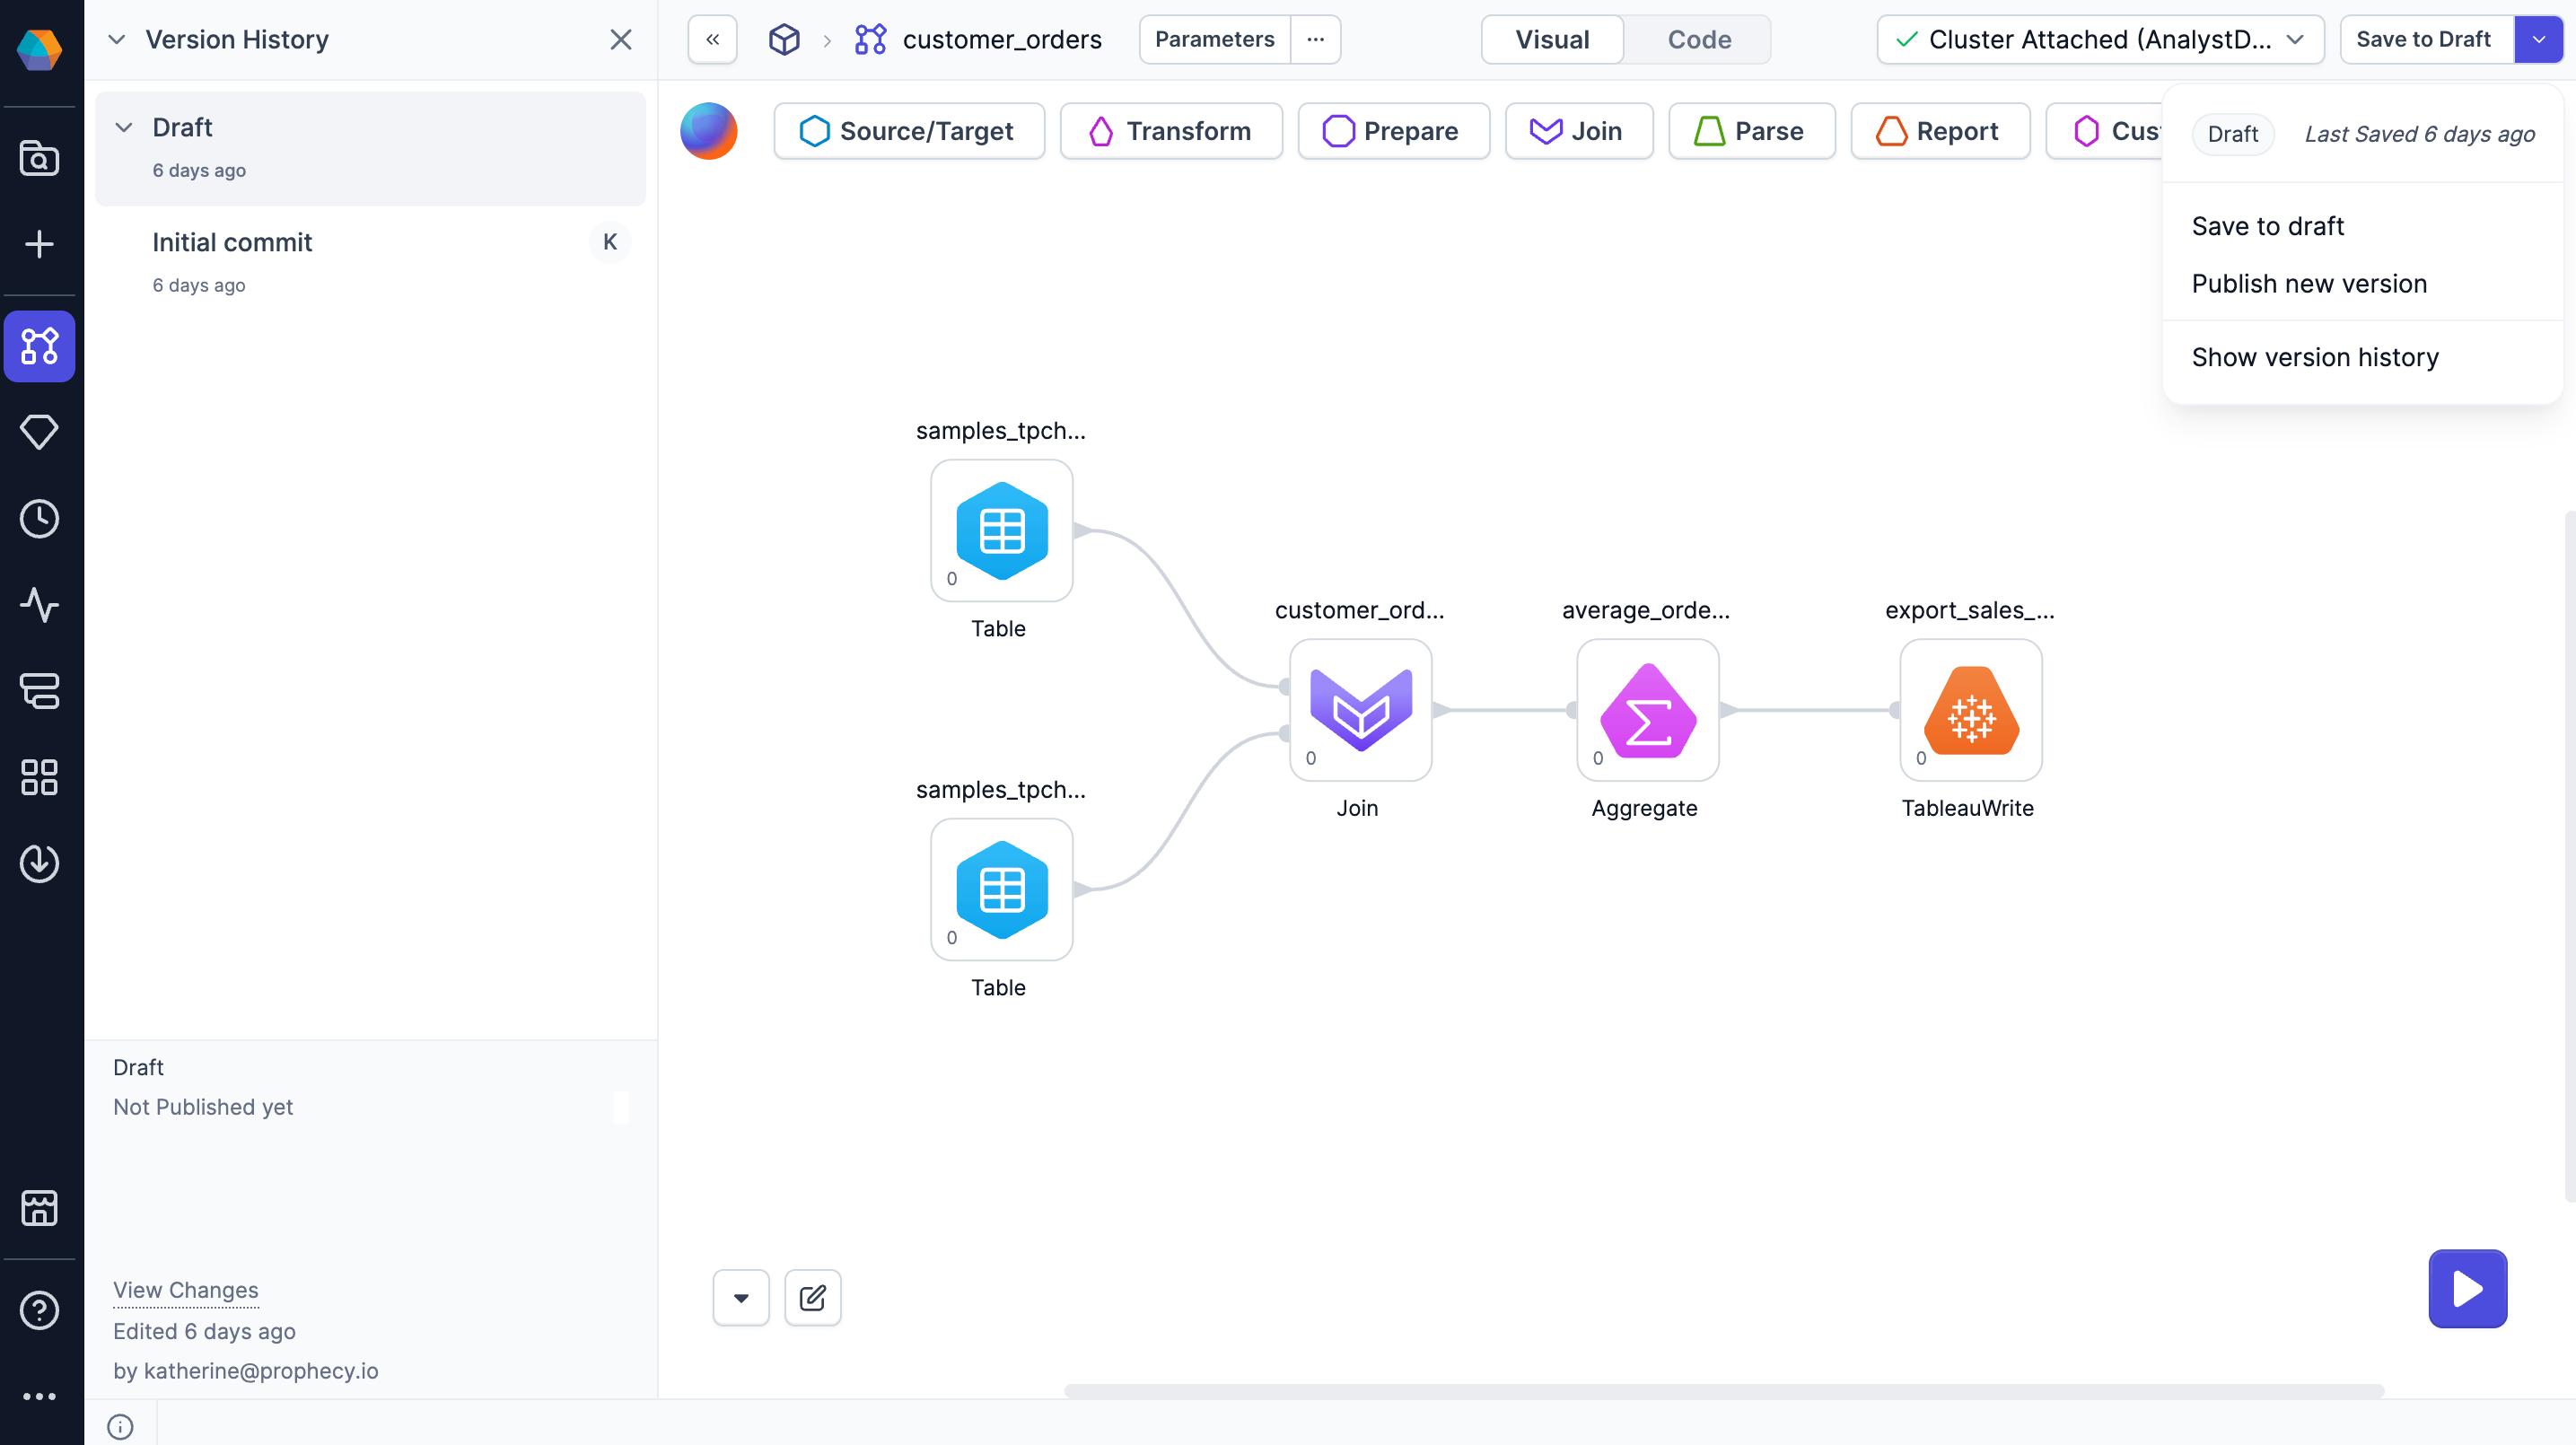 Version History
customer_orders
Parameters
...
Visual
Code
Cluster Attached (AnalystD...
Save to Draft
Draft
6 days ago
Initial commit
K
6 days ago
Source/Target
Transform
Prepare
Join
Parse
Report
Cus
Draft
Last Saved 6 days ago
Save to draft
Publish new version
Show version history
samples_tpch...
0
Table
samples_tpch...
0
Table
customer_ord...
0
Join
average_orde...
0
Aggregate
export_sales_...
0
TableauWrite
Draft
Not Published yet
View Changes
Edited 6 days ago
by katherine@prophecy.io